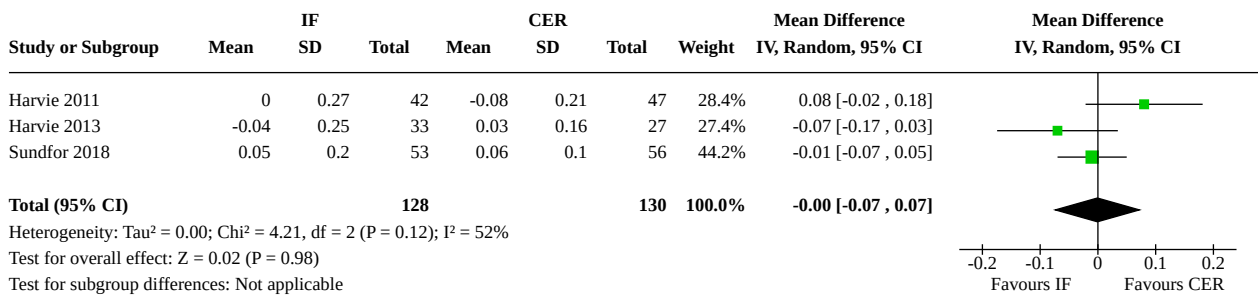 IF CER Mean Difference Mean Difference
Study or Subgroup Mean SD Total Mean SD Total Weight IV, Random, 95% CI IV, Random, 95% CI
Harvie 2011 0 0.27 42 -0.08 0.21 47 28.4% 0.08 [-0.02 , 0.18]
Harvie 2013 -0.04 0.25 33 0.03 0.16 27 27.4% -0.07 [-0.17 , 0.03]
Sundfor 2018 0.05 0.2 53 0.06 0.1 56 44.2% -0.01 [-0.07 , 0.05]
Total (95% CI) 128 130 100.0% -0.00 [-0.07 , 0.07]
Heterogeneity: Tau² = 0.00; Chi² = 4.21, df = 2 (P = 0.12); I² = 52%
Test for overall effect: Z = 0.02 (P = 0.98)
Test for subgroup differences: Not applicable
-0.2 -0.1 0 0.1 0.2
Favours IF Favours CER